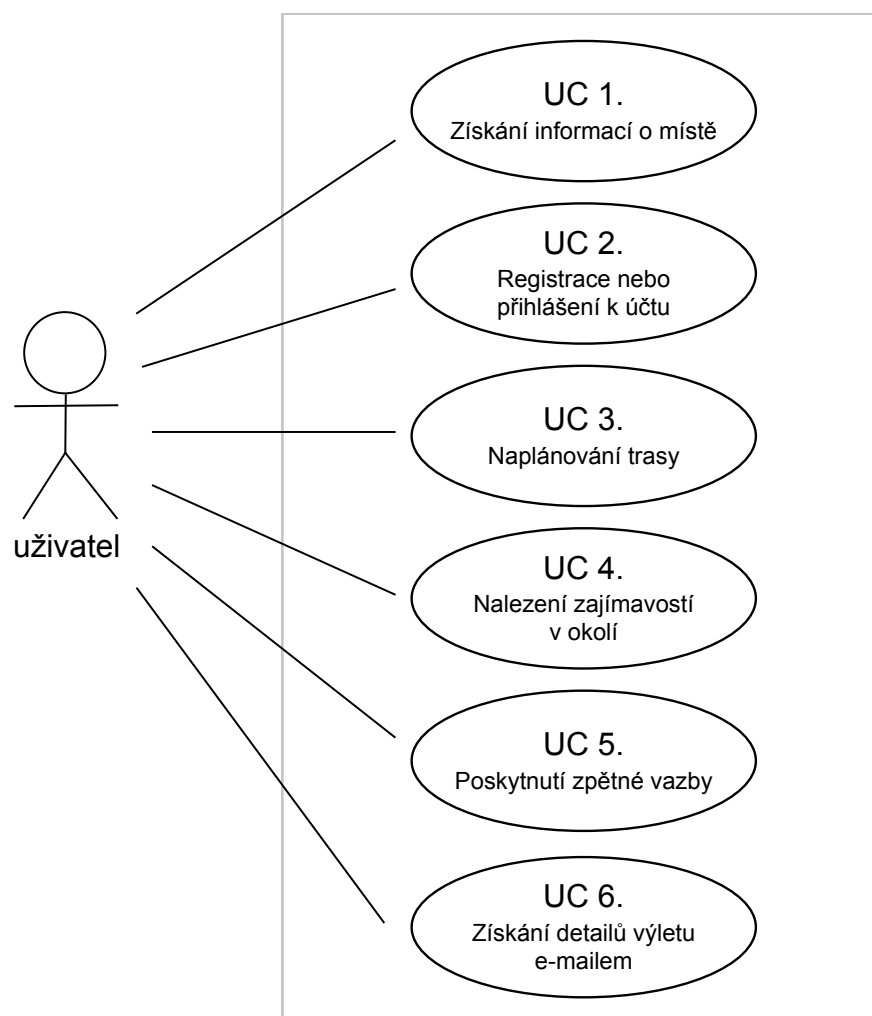 UC 1.
Získání informací o místě
UC 2.
Registrace nebo
přihlášení k účtu
UC 3.
Naplánování trasy
uživatel
UC 4.
Nalezení zajímavostí
v okolí
UC 5.
Poskytnutí zpětné vazby
UC 6.
Získání detailů výletu
e-mailem